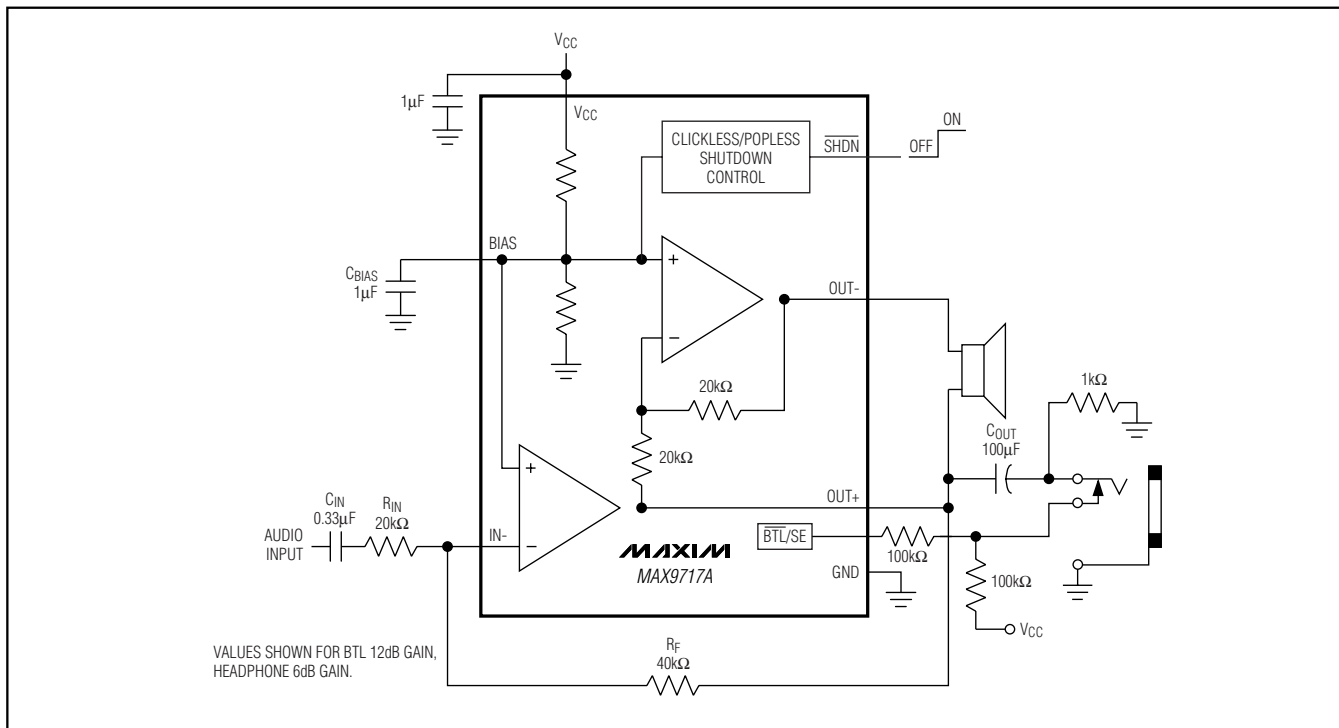 VCC
1µF
VCC
CLICKLESS/POPLESS
SHUTDOWN
CONTROL
SHDN
OFF
ON
BIAS
CBIAS
1µF
+
−
OUT-
20kΩ
20kΩ
1kΩ
COUT
100µF
CIN
0.33µF
RIN
20kΩ
AUDIO
INPUT
IN-
+
−
OUT+
MAXIM
MAX9717A
BTL/SE
100kΩ
GND
100kΩ
VCC
VALUES SHOWN FOR BTL 12dB GAIN,
HEADPHONE 6dB GAIN.
RF
40kΩ